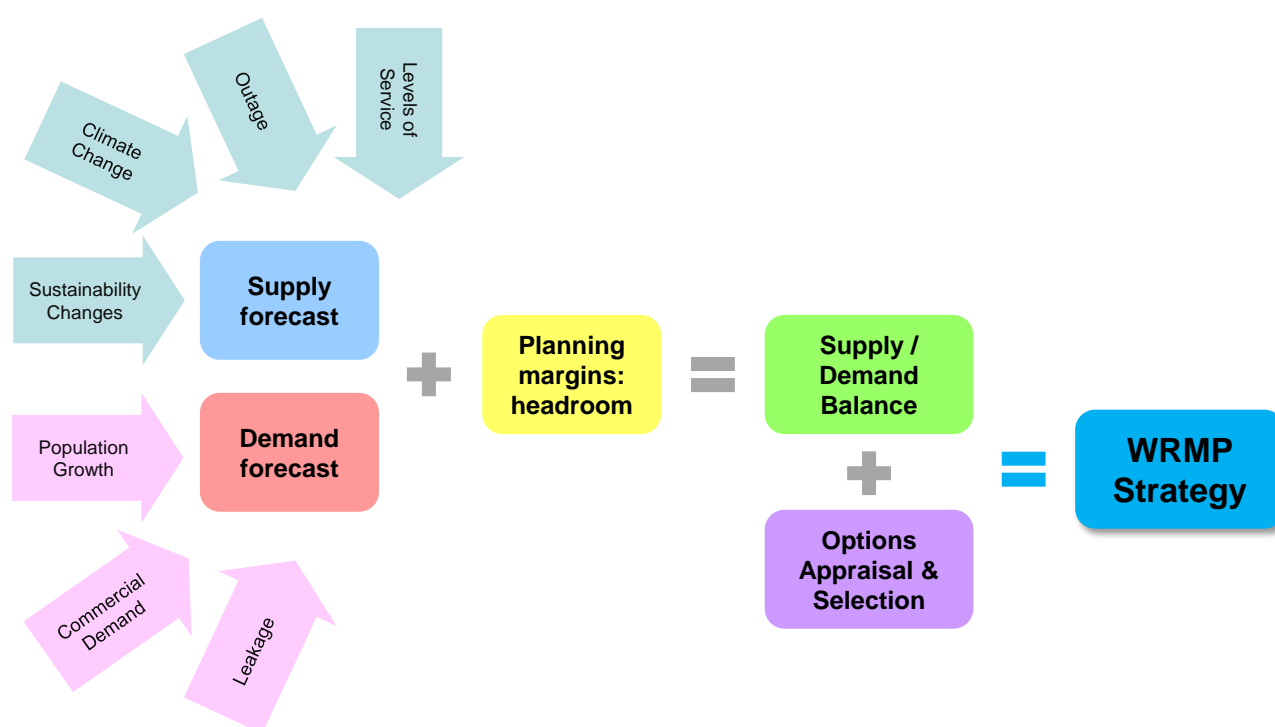 Climate
Change
Outage
Levels of
Service
Sustainability
Changes
Supply
forecast
Population
Growth
Demand
forecast
Commercial
Demand
Leakage
Planning
margins:
headroom
Supply /
Demand
Balance
Options
Appraisal &
Selection
WRMP
Strategy